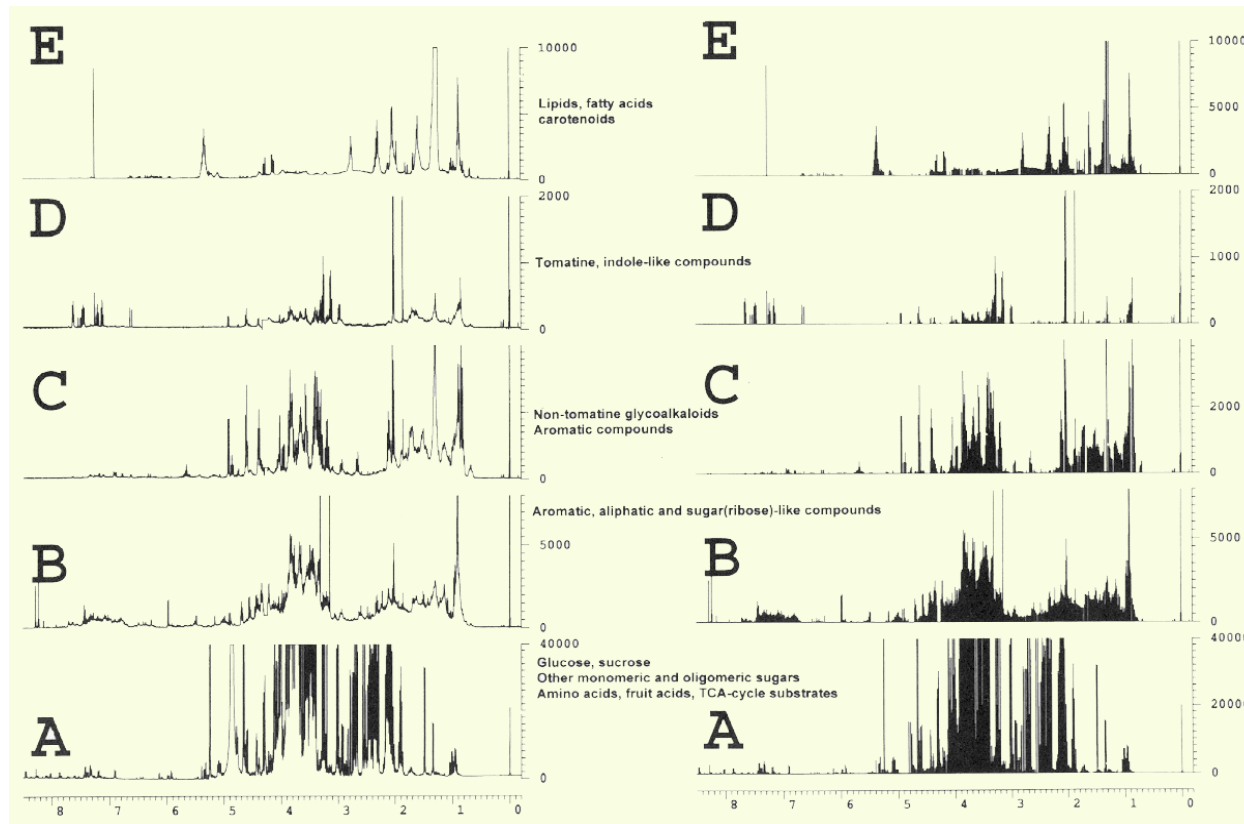 E
10000
0
Lipids, fatty acids
carotenoids
E
10000
5000
0
D
2000
0
Tomatine, indole-like compounds
D
2000
1000
0
C
0
Non-tomatine glycoalkaloids
Aromatic compounds
C
2000
0
B
5000
0
Aromatic, aliphatic and sugar(ribose)-like compounds
B
5000
0
A
40000
0
Glucose, sucrose
Other monomeric and oligomeric sugars
Amino acids, fruit acids, TCA-cycle substrates
A
40000
20000
0
8 7 6 5 4 3 2 1 0
8 7 6 5 4 3 2 1 0